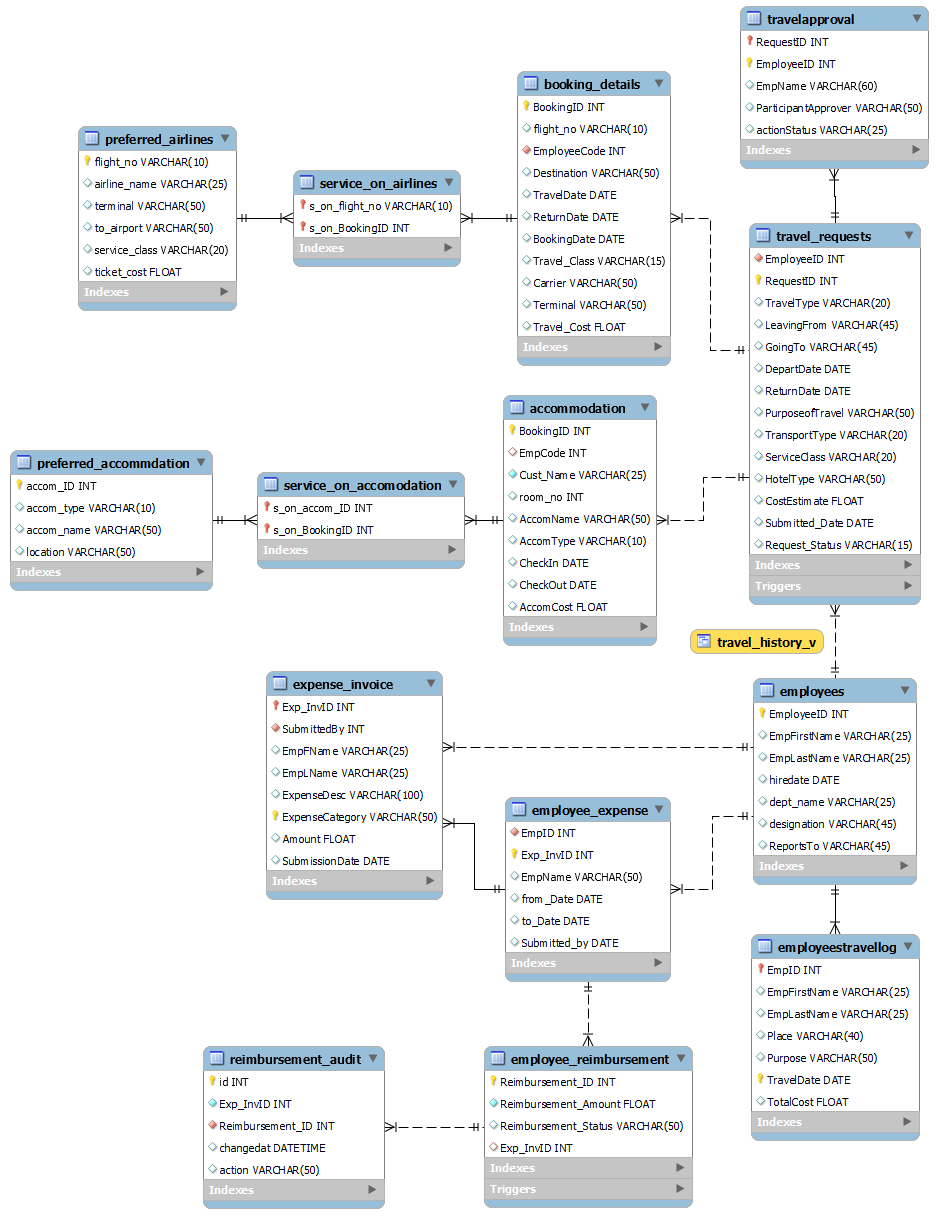 travelapproval
RequestID INT
EmployeeID INT
EmpName VARCHAR(60)
ParticipantApprover VARCHAR(50)
actionStatus VARCHAR(25)
Indexes
booking_details
BookingID INT
flight_no VARCHAR(10)
EmployeeCode INT
Destination VARCHAR(50)
TravelDate DATE
ReturnDate DATE
BookingDate DATE
Travel_Class VARCHAR(15)
Carrier VARCHAR(50)
Terminal VARCHAR(50)
Travel_Cost FLOAT
Indexes
preferred_airlines
flight_no VARCHAR(10)
airline_name VARCHAR(25)
terminal VARCHAR(50)
to_airport VARCHAR(50)
service_class VARCHAR(20)
ticket_cost FLOAT
Indexes
service_on_airlines
s_on_flight_no VARCHAR(10)
s_on_BookingID INT
Indexes
travel_requests
EmployeeID INT
RequestID INT
TravelType VARCHAR(20)
LeavingFrom VARCHAR(45)
GoingTo VARCHAR(45)
DepartDate DATE
ReturnDate DATE
PurposeofTravel VARCHAR(50)
TransportType VARCHAR(20)
ServiceClass VARCHAR(20)
HotelType VARCHAR(50)
CostEstimate FLOAT
Submitted_Date DATE
Request_Status VARCHAR(15)
Indexes
Triggers
accommodation
BookingID INT
EmpCode INT
Cust_Name VARCHAR(25)
room_no INT
AccomName VARCHAR(50)
AccomType VARCHAR(10)
CheckIn DATE
CheckOut DATE
AccomCost FLOAT
Indexes
preferred_accommdation
accom_ID INT
accom_type VARCHAR(10)
accom_name VARCHAR(50)
location VARCHAR(50)
Indexes
service_on_accomodation
s_on_accom_ID INT
s_on_BookingID INT
Indexes
travel_history_v
expense_invoice
Exp_InvID INT
SubmittedBy INT
EmpFName VARCHAR(25)
EmpLName VARCHAR(25)
ExpenseDesc VARCHAR(100)
ExpenseCategory VARCHAR(50)
Amount FLOAT
SubmissionDate DATE
Indexes
employees
EmployeeID INT
EmpFirstName VARCHAR(25)
EmpLastName VARCHAR(25)
hiredate DATE
dept_name VARCHAR(25)
designation VARCHAR(45)
ReportsTo VARCHAR(45)
Indexes
employee_expense
EmpID INT
Exp_InvID INT
EmpName VARCHAR(50)
from_Date DATE
to_Date DATE
Submitted_by DATE
Indexes
employeestravellog
EmpID INT
EmpFirstName VARCHAR(25)
EmpLastName VARCHAR(25)
Place VARCHAR(40)
Purpose VARCHAR(50)
TravelDate DATE
TotalCost FLOAT
Indexes
reimbursement_audit
id INT
Exp_InvID INT
Reimbursement_ID INT
changedat DATETIME
action VARCHAR(50)
Indexes
employee_reimbursement
Reimbursement_ID INT
Reimbursement_Amount FLOAT
Reimbursement_Status VARCHAR(50)
Exp_InvID INT
Indexes
Triggers